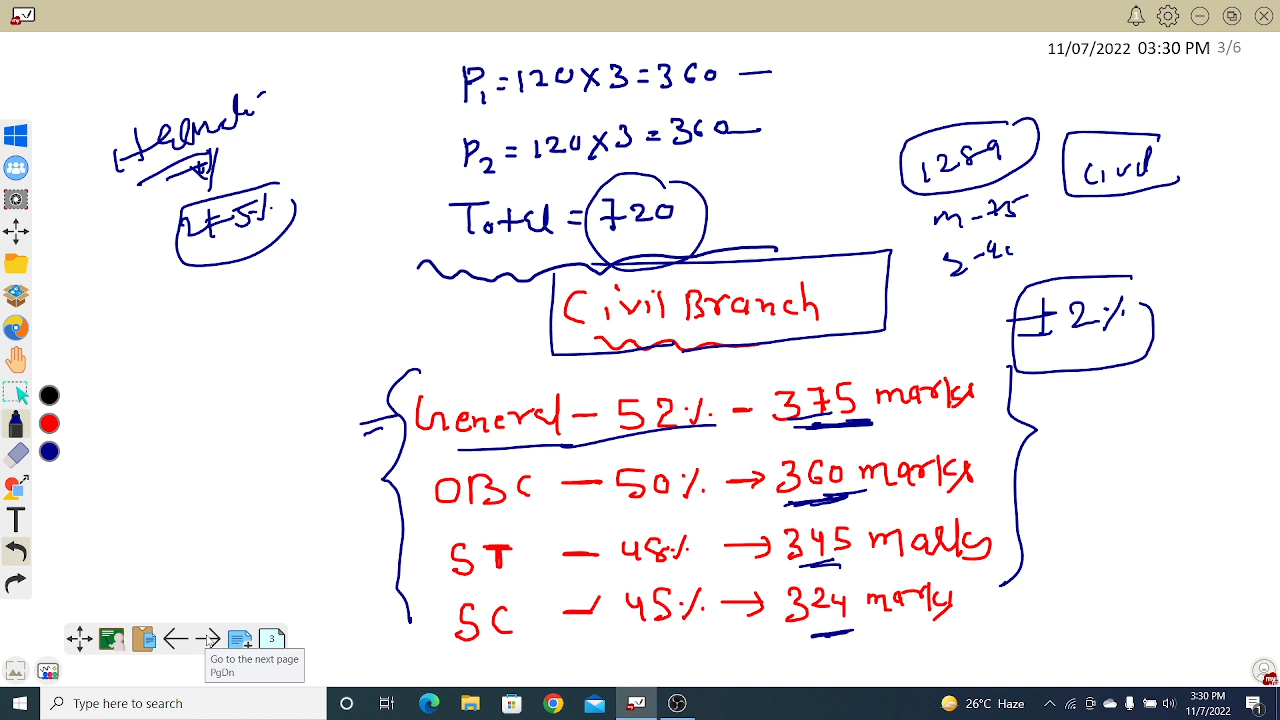 11/07/2022 03:30 PM 3/6
P1 = 120 X 3 = 360 —
P2 = 120 X 3 = 360 —
Total = 720
1289
Civil
m - 75
± 2%
Civil Branch
General - 52% - 375 marks
OBC - 50% → 360 marks
ST - 48% → 345 marks
SC - 45% → 324 marks
T
3
Go to the next page
PgDn
Type here to search
26°C Haze
3:30 PM
11/7/2022